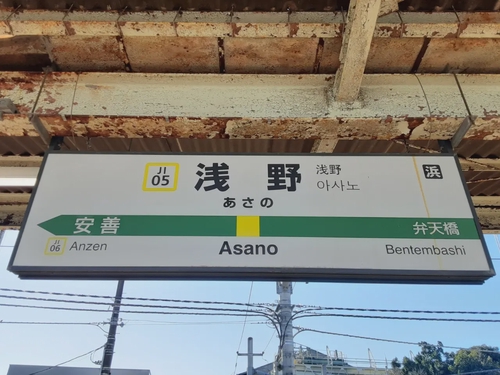 JI
05
浅野
浅野
아사노
浜
あさの
安善
弁天橋
JI
06
Anzen
Asano
Bentembashi